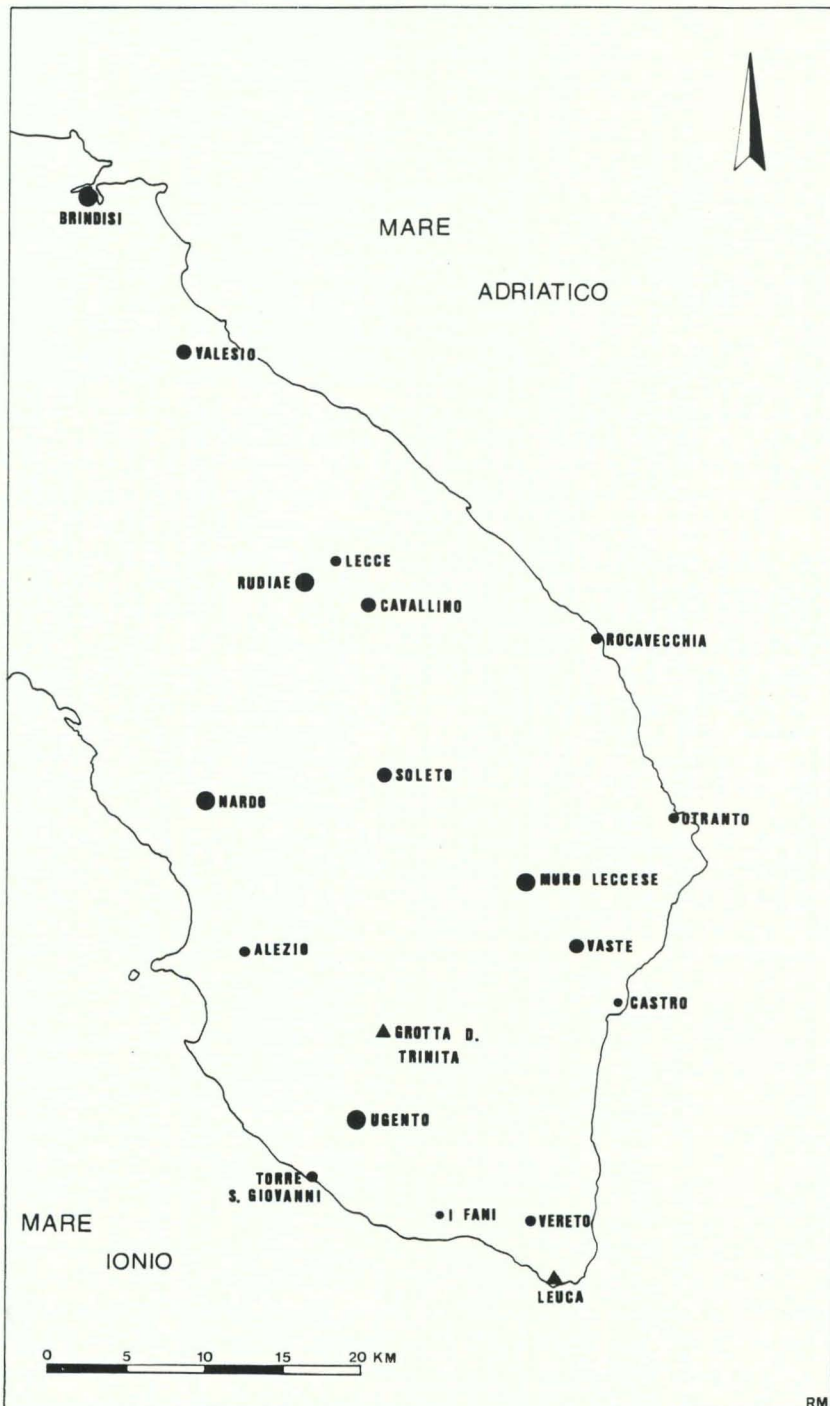 BRINDISI
MARE
ADRIATICO
VALESIO
LECCE
RUDIAE
CAVALLINO
ROCAVECCHIA
SOLETO
NARDO
OTRANTO
MURO LECCESE
ALEZIO
VASTE
CASTRO
GROTTA D.
TRINITA
UGENTO
TORRE
S. GIOVANNI
I FANI
VERETO
MARE
IONIO
LEUCA
0 5 10 15 20 KM
RM